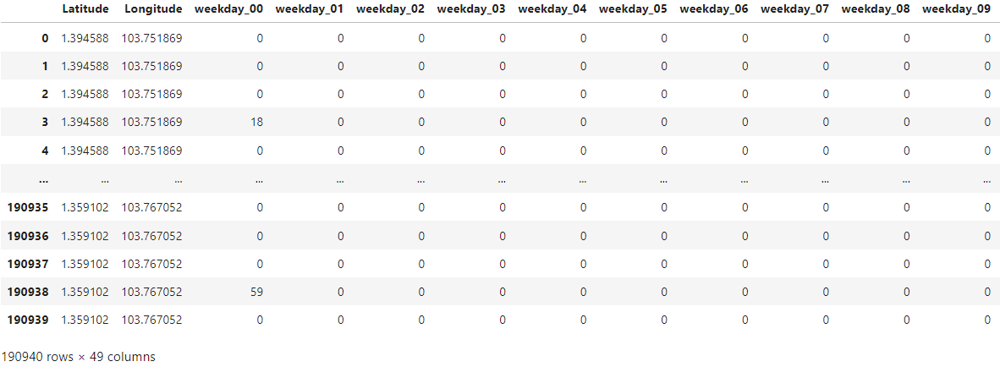 Latitude Longitude weekday_00 weekday_01 weekday_02 weekday_03 weekday_04 weekday_05 weekday_06 weekday_07 weekday_08 weekday_09
0 1.394588 103.751869 0 0 0 0 0 0 0 0 0 0
1 1.394588 103.751869 0 0 0 0 0 0 0 0 0 0
2 1.394588 103.751869 0 0 0 0 0 0 0 0 0 0
3 1.394588 103.751869 18 0 0 0 0 0 0 0 0 0
4 1.394588 103.751869 0 0 0 0 0 0 0 0 0 0
... ... ... ... ... ... ... ... ... ... ... ... ...
190935 1.359102 103.767052 0 0 0 0 0 0 0 0 0 0
190936 1.359102 103.767052 0 0 0 0 0 0 0 0 0 0
190937 1.359102 103.767052 0 0 0 0 0 0 0 0 0 0
190938 1.359102 103.767052 59 0 0 0 0 0 0 0 0 0
190939 1.359102 103.767052 0 0 0 0 0 0 0 0 0 0
190940 rows × 49 columns